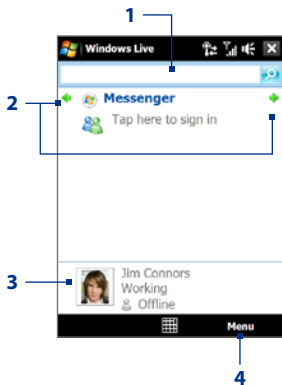 1
Windows Live
2
Messenger
Tap here to sign in
3
Jim Connors
Working
Offline
Menu
4